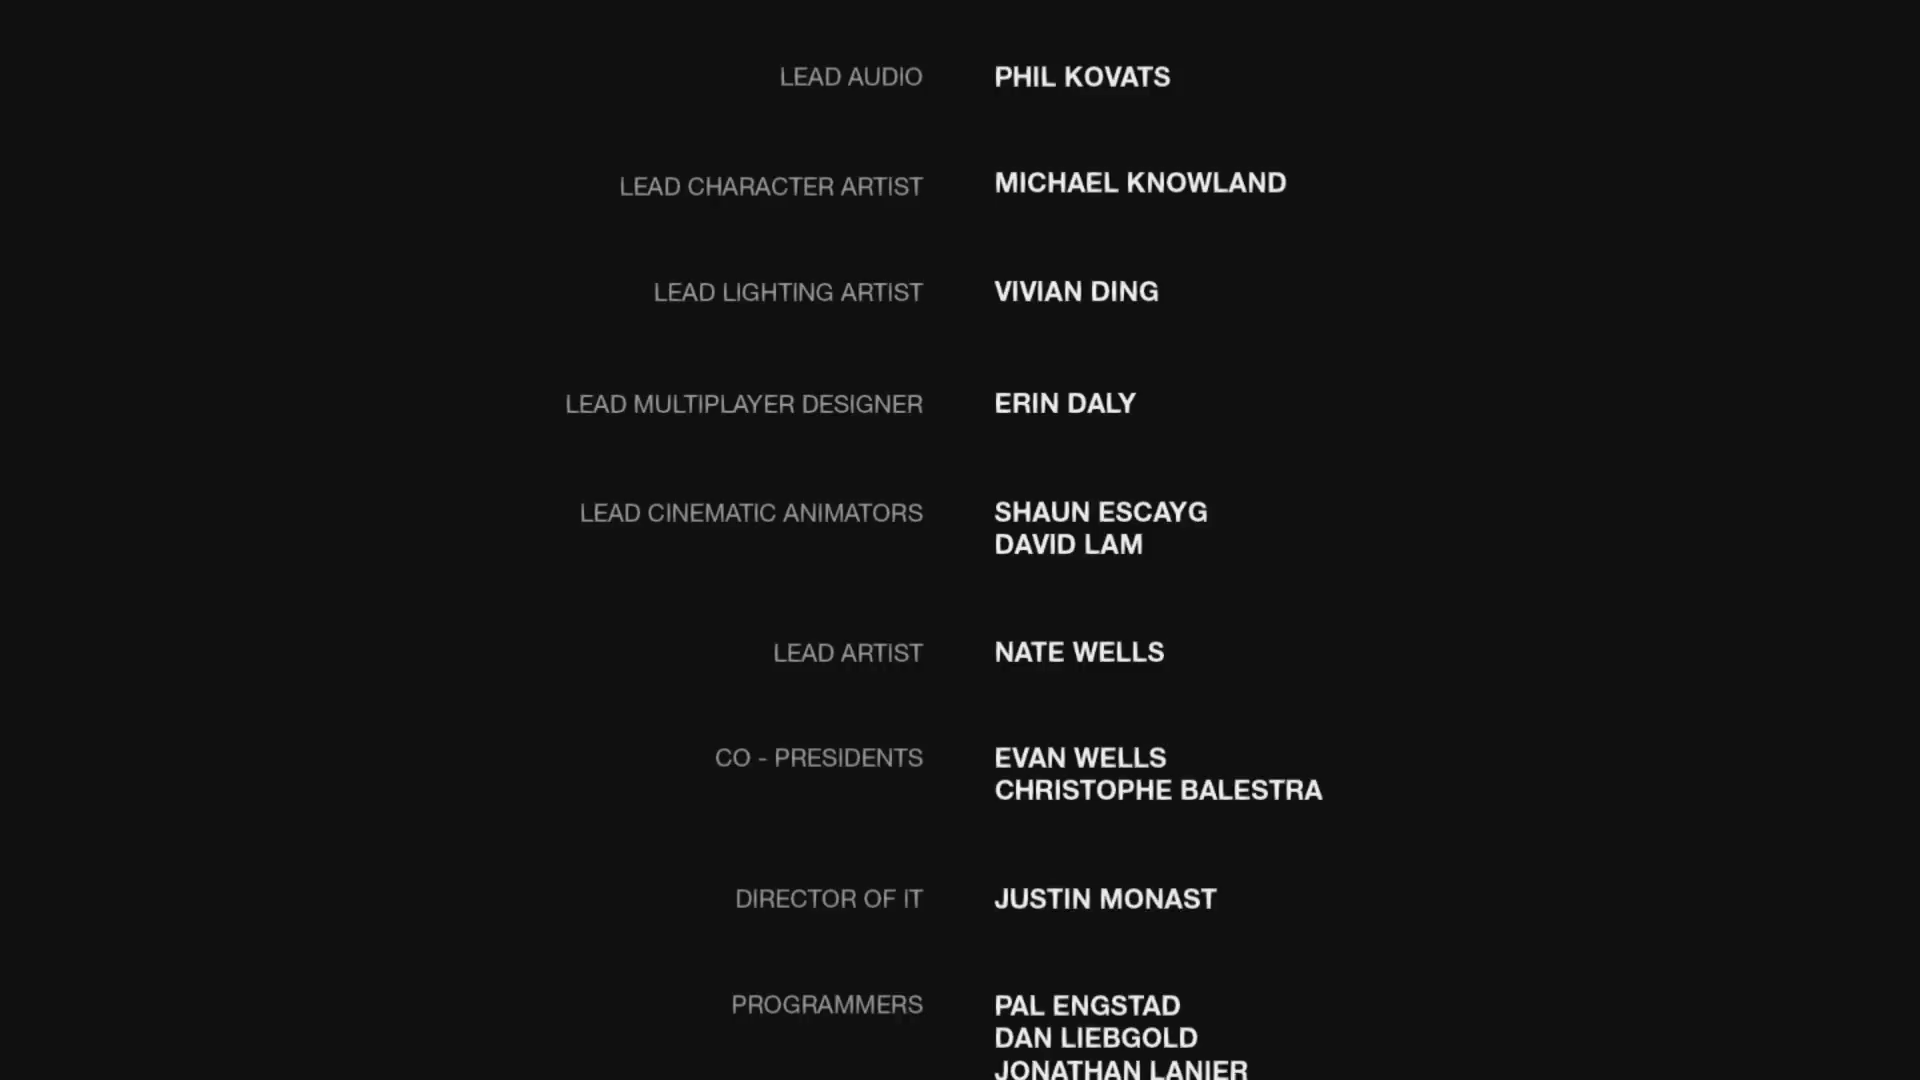 LEAD AUDIO PHIL KOVATS
LEAD CHARACTER ARTIST MICHAEL KNOWLAND
LEAD LIGHTING ARTIST VIVIAN DING
LEAD MULTIPLAYER DESIGNER ERIN DALY
LEAD CINEMATIC ANIMATORS SHAUN ESCAYG
DAVID LAM
LEAD ARTIST NATE WELLS
CO - PRESIDENTS EVAN WELLS
CHRISTOPHE BALESTRA
DIRECTOR OF IT JUSTIN MONAST
PROGRAMMERS PAL ENGSTAD
DAN LIEBGOLD
JONATHAN LANIER